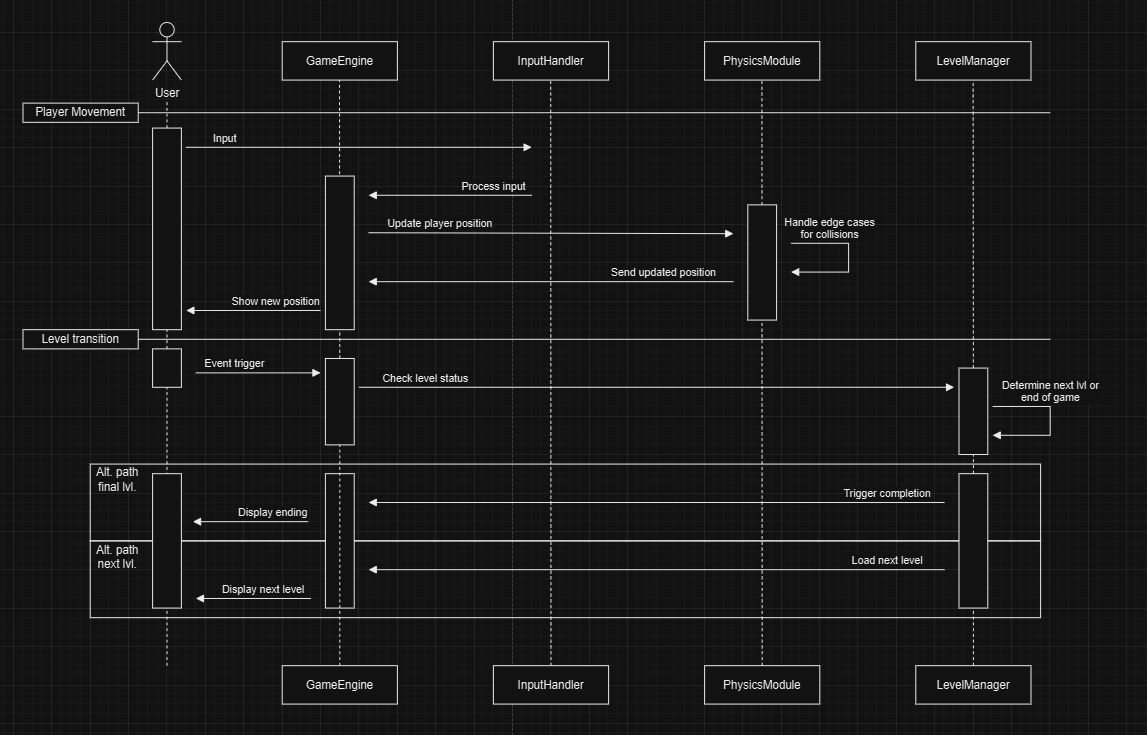 GameEngine
InputHandler
PhysicsModule
LevelManager
User
Player Movement
Input
Process input
Update player position
Handle edge cases
for collisions
Send updated position
Show new position
Level transition
Event trigger
Check level status
Determine next lvl or
end of game
Alt. path
final lvl.
Trigger completion
Display ending
Alt. path
next lvl.
Load next level
Display next level
GameEngine
InputHandler
PhysicsModule
LevelManager